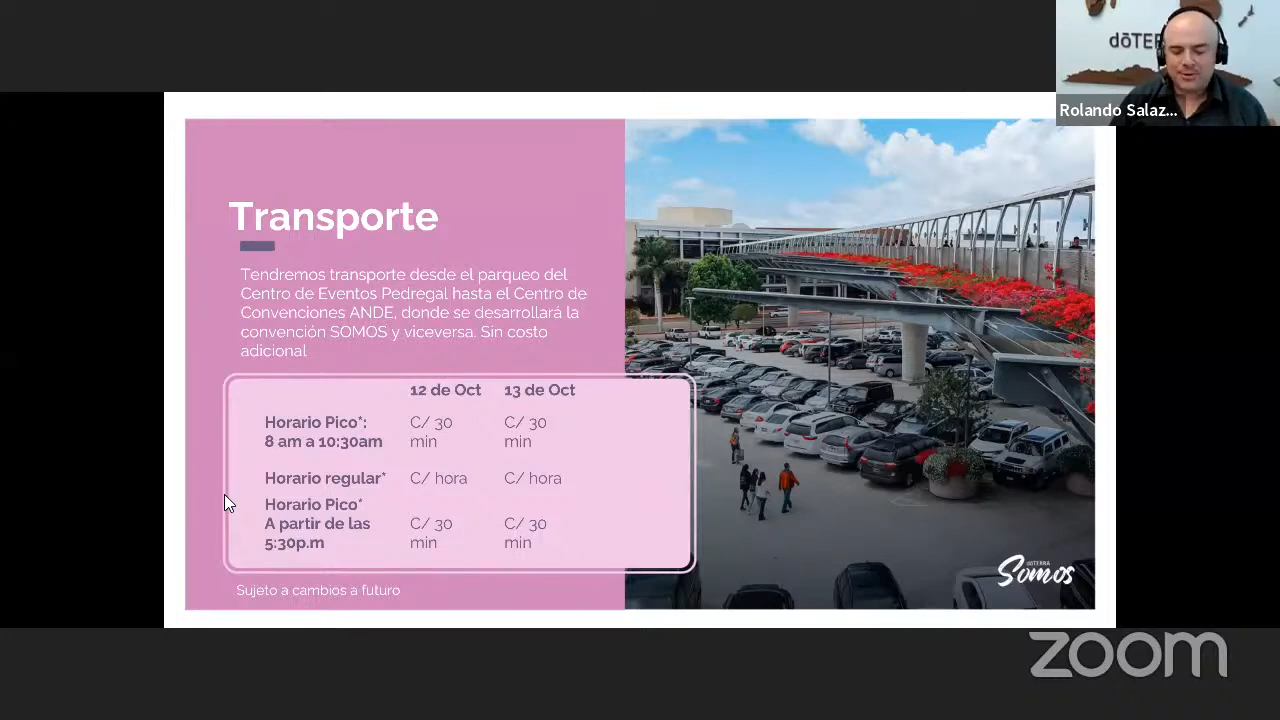 dōTE
Rolando Salaz...
Transporte
Tendremos transporte desde el parqueo del
Centro de Eventos Pedregal hasta el Centro de
Convenciones ANDE, donde se desarrollará la
convención SOMOS y viceversa. Sin costo
adicional
12 de Oct 13 de Oct
Horario Pico*:
8 am a 10:30am
C/ 30
min
C/ 30
min
Horario regular* C/ hora C/ hora
Horario Pico*
A partir de las
5:30p.m
C/ 30
min
C/ 30
min
Sujeto a cambios a futuro
dōTERRA
Somos
zoom